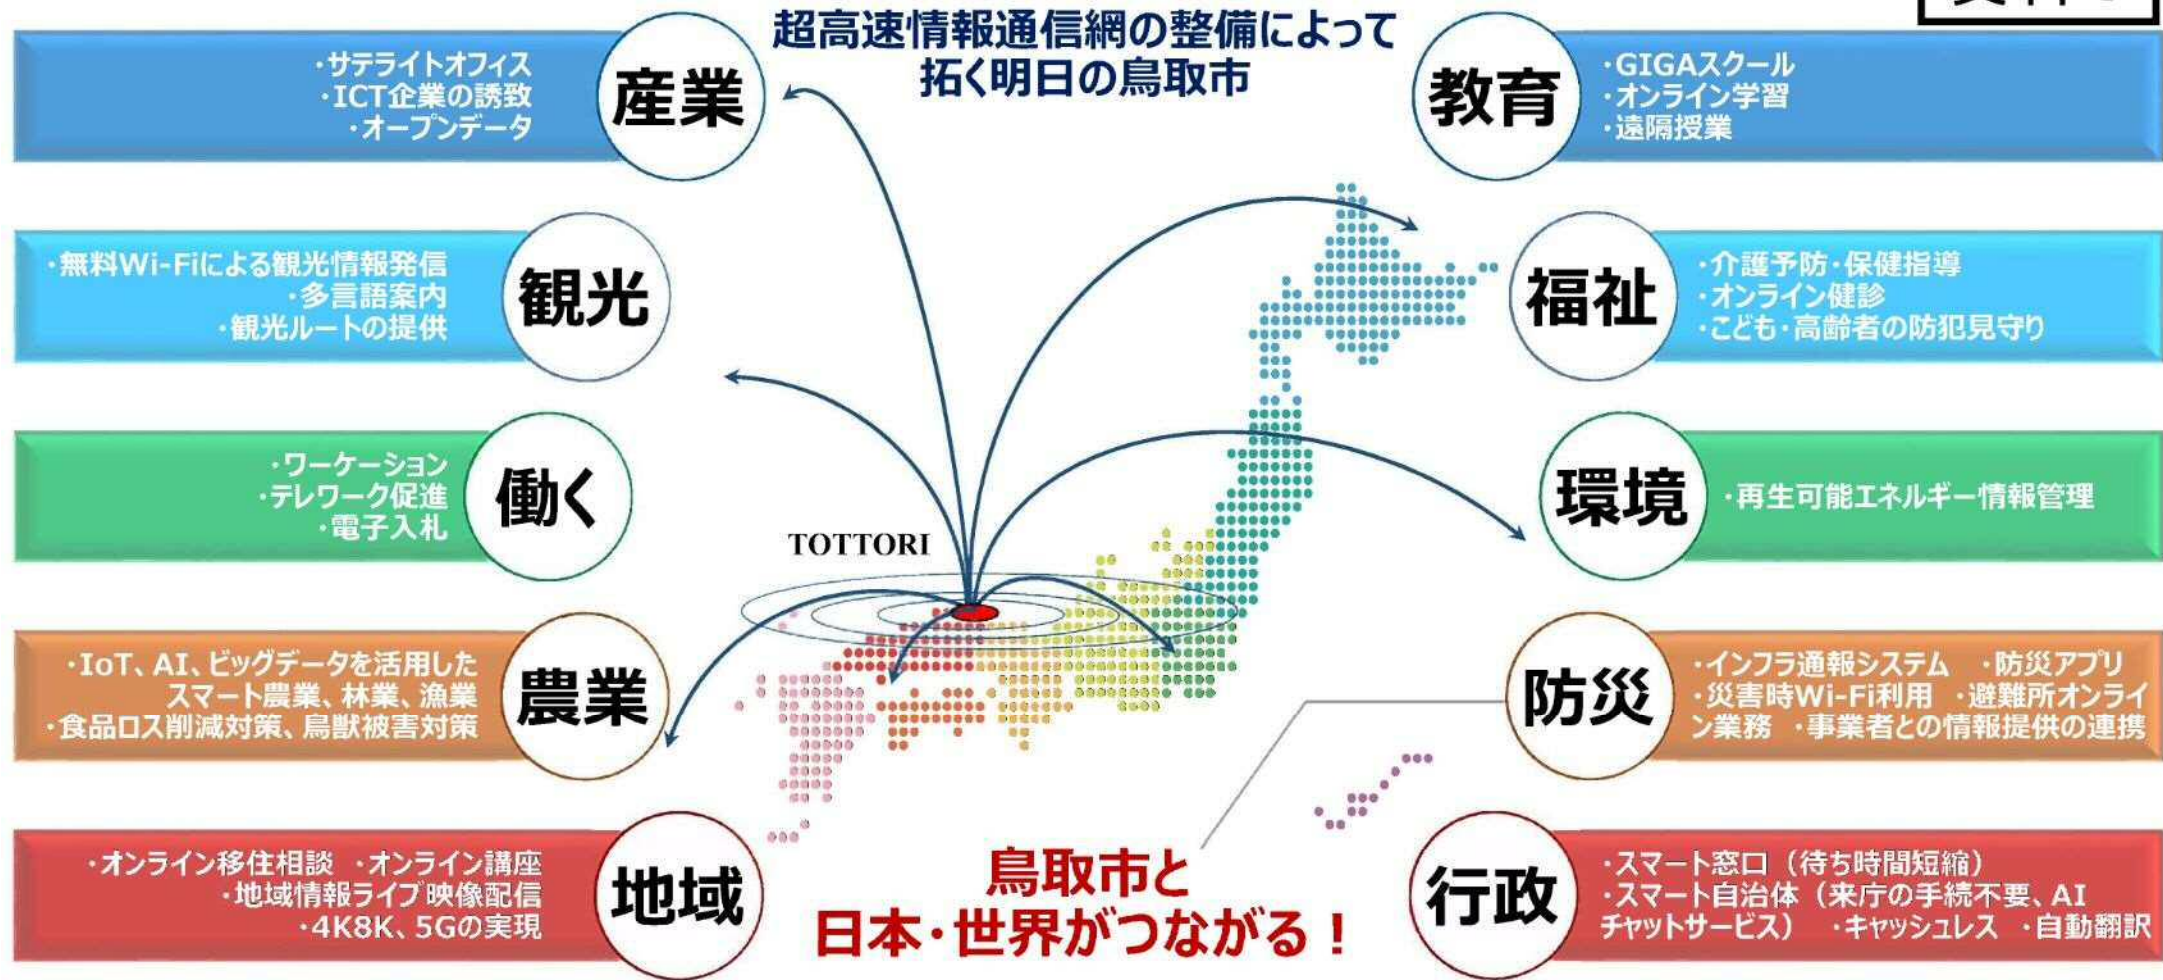 超高速情報通信網の整備によって
拓く明日の鳥取市
・サテライトオフィス
・ICT企業の誘致
・オープンデータ
産業
・無料Wi-Fiによる観光情報発信
・多言語案内
・観光ルートの提供
観光
・ワーケーション
・テレワーク促進
・電子入札
働く
・IoT、AI、ビッグデータを活用した
スマート農業、林業、漁業
・食品ロス削減対策、鳥獣被害対策
農業
・オンライン移住相談 ・オンライン講座
・地域情報ライブ映像配信
・4K8K、5Gの実現
地域
教育
・GIGAスクール
・オンライン学習
・遠隔授業
福祉
・介護予防・保健指導
・オンライン健診
・こども・高齢者の防犯見守り
環境
・再生可能エネルギー情報管理
防災
・インフラ通報システム ・防災アプリ
・災害時Wi-Fi利用 ・避難所オンライ
ン業務 ・事業者との情報提供の連携
行政
・スマート窓口（待ち時間短縮）
・スマート自治体（来庁の手続不要、AI
チャットサービス） ・キャッシュレス ・自動翻訳
TOTTORI
鳥取市と
日本・世界がつながる！